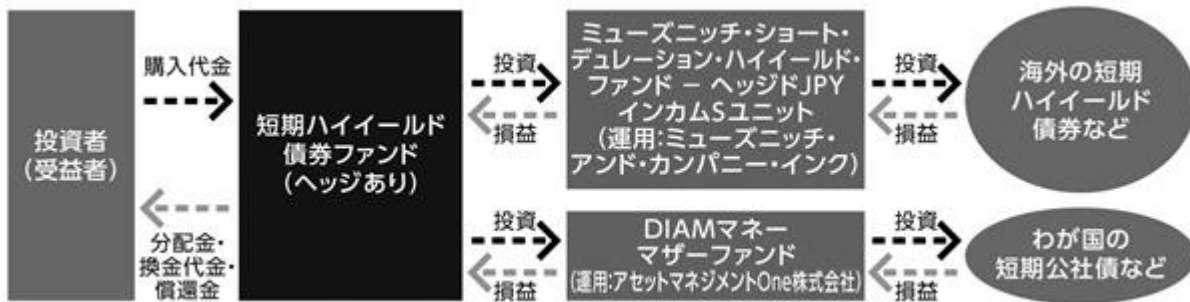 投資者
(受益者)
購入代金
分配金・
換金代金・
償還金
短期ハイイールド
債券ファンド
(ヘッジあり)
投資
損益
ミューズニッチ・ショート・
デュレーション・ハイイールド・
ファンド － ヘッジドJPY
インカムSユニット
(運用:ミューズニッチ・
アンド・カンパニー・インク)
投資
損益
海外の短期
ハイイールド
債券など
投資
損益
DIAMマネー
マザーファンド
(運用:アセットマネジメントOne株式会社)
投資
損益
わが国の
短期公社債など